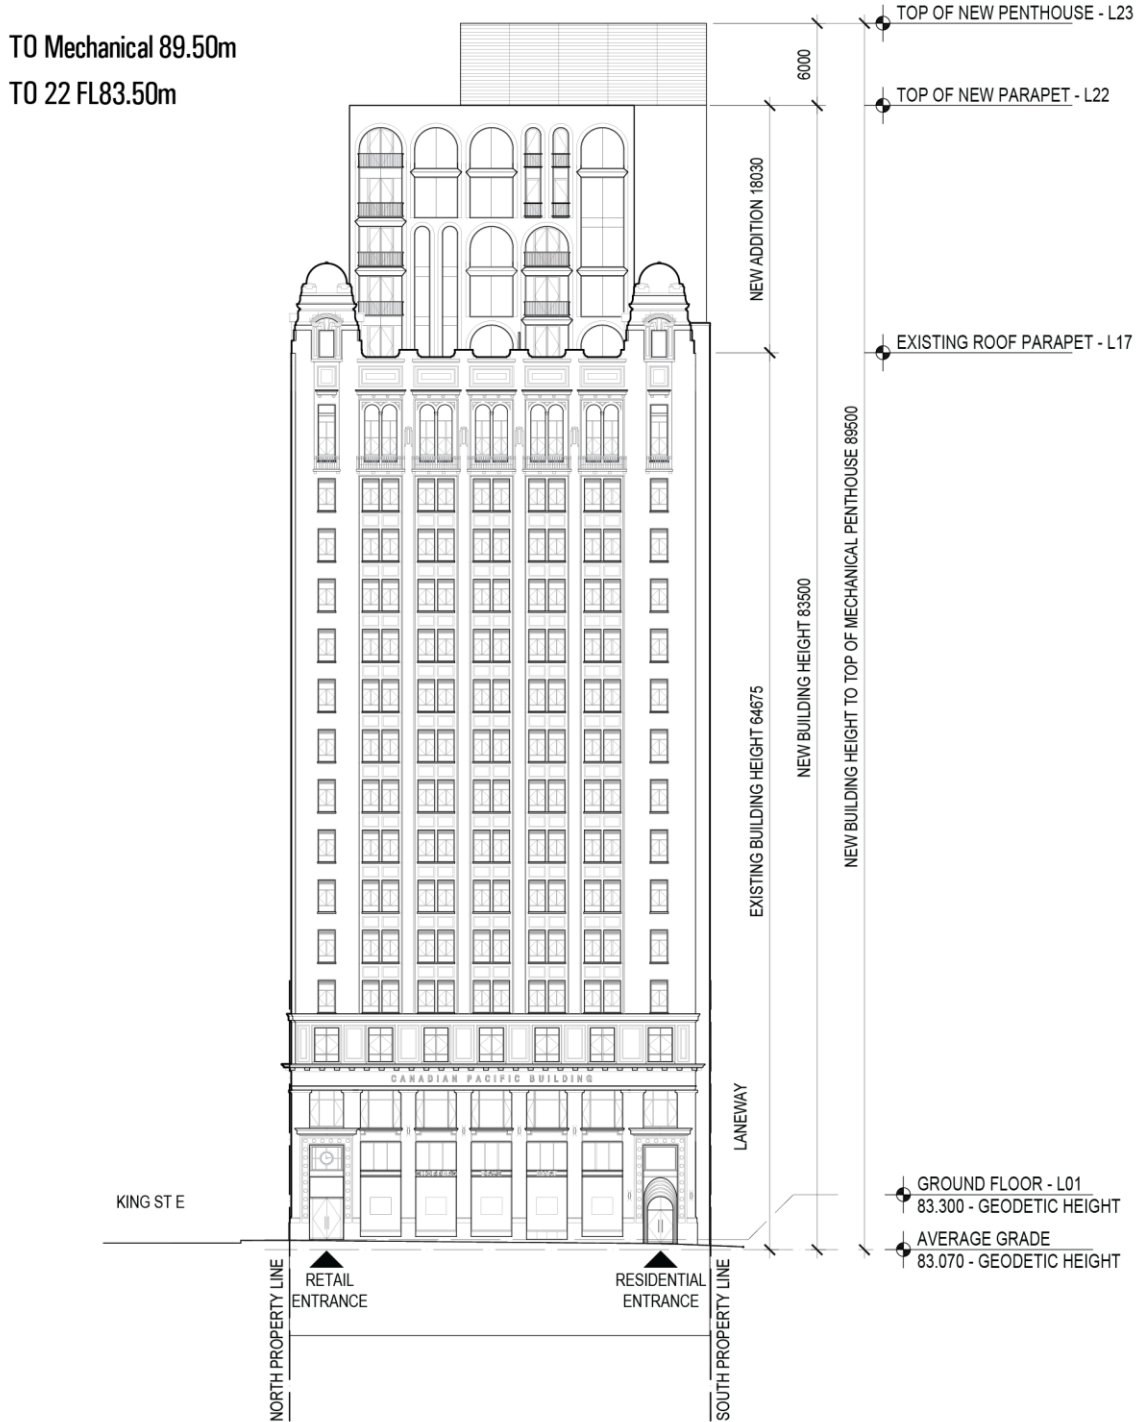 TO Mechanical 89.50m
TO 22 FL83.50m
TOP OF NEW PENTHOUSE - L23
6000
TOP OF NEW PARAPET - L22
NEW ADDITION 18030
EXISTING ROOF PARAPET - L17
NEW BUILDING HEIGHT TO TOP OF MECHANICAL PENTHOUSE 89500
NEW BUILDING HEIGHT 83500
EXISTING BUILDING HEIGHT 64675
CANADIAN PACIFIC BUILDING
LANEWAY
KING ST E
GROUND FLOOR - L01
83.300 - GEODETIC HEIGHT
AVERAGE GRADE
83.070 - GEODETIC HEIGHT
NORTH PROPERTY LINE
RETAIL
ENTRANCE
RESIDENTIAL
ENTRANCE
SOUTH PROPERTY LINE